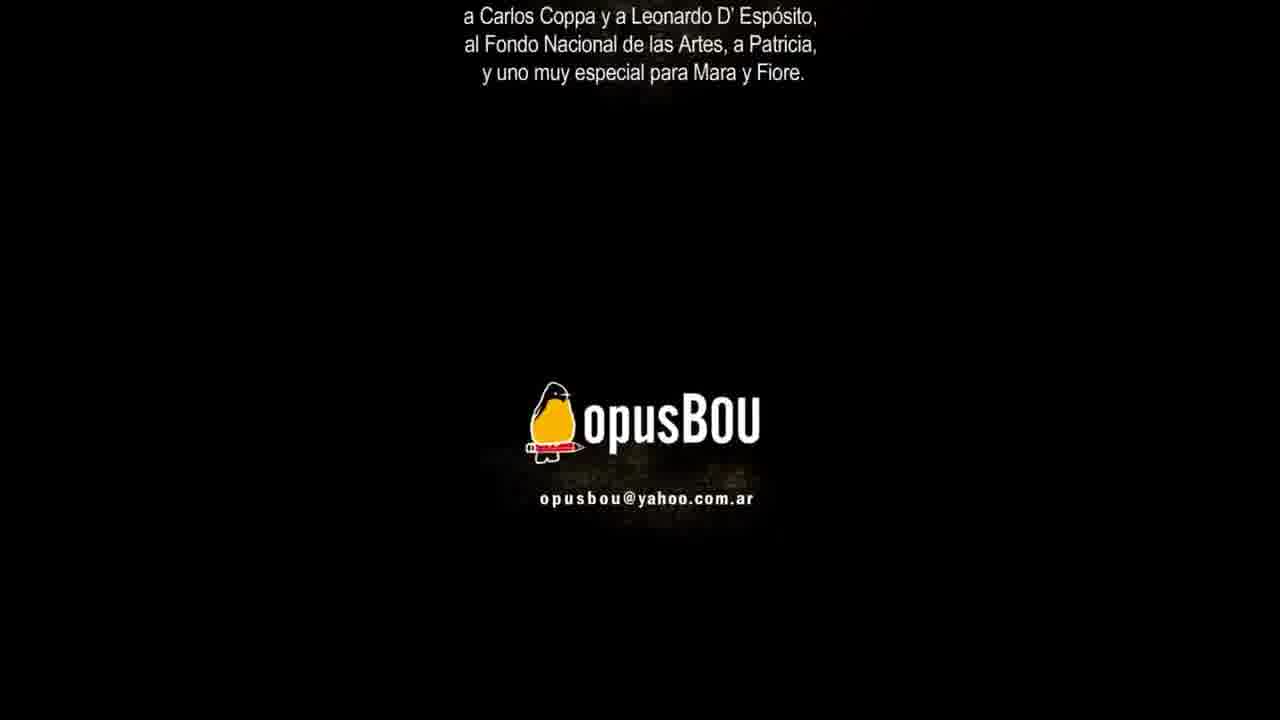 a Carlos Coppa y a Leonardo D' Espósito,
al Fondo Nacional de las Artes, a Patricia,
y uno muy especial para Mara y Fiore.
opusBOU
opusbou@yahoo.com.ar